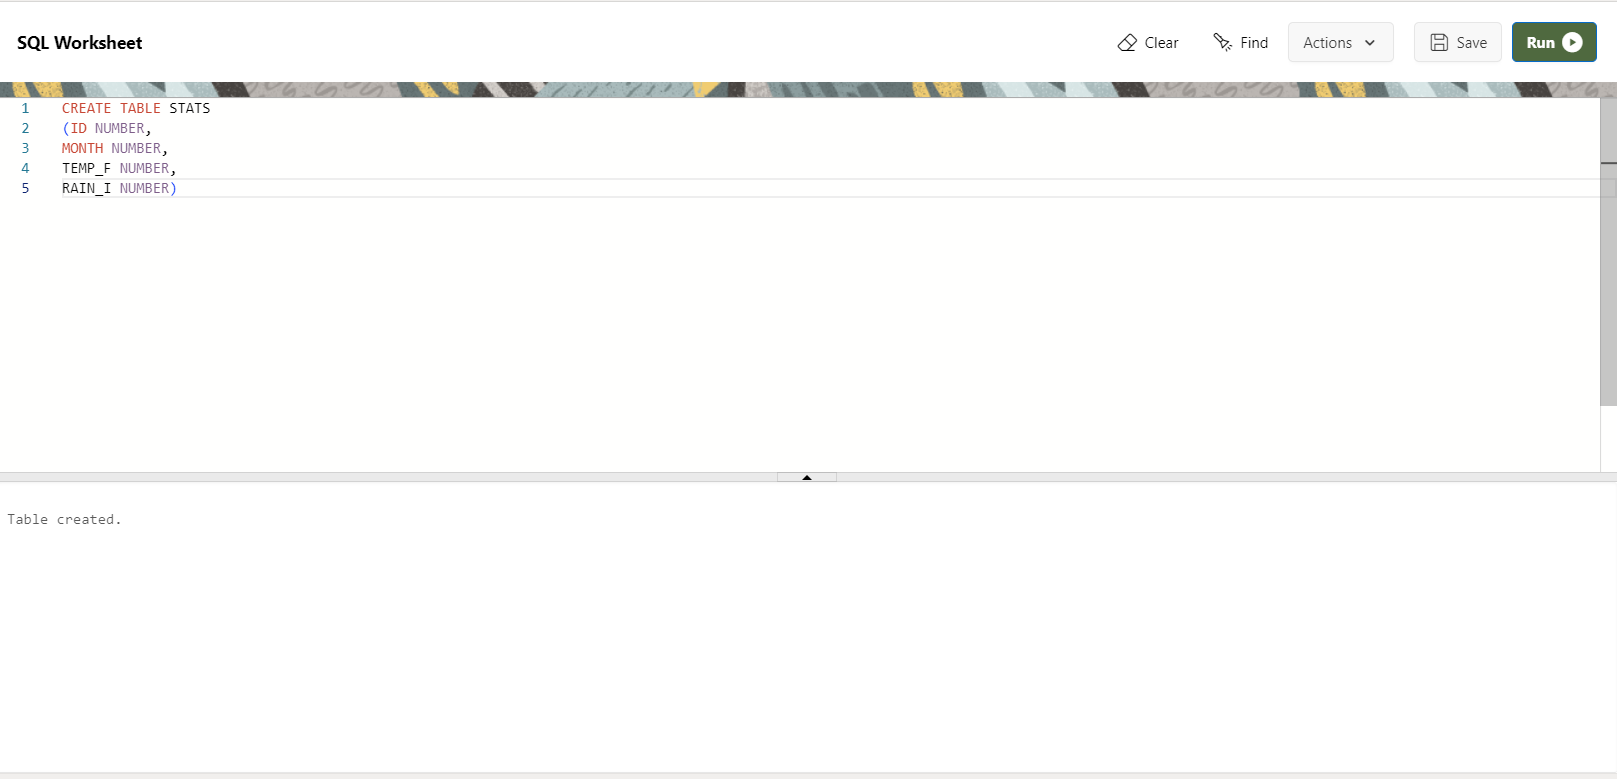 SQL Worksheet
Clear Find Actions Save Run
1 CREATE TABLE STATS
2 (ID NUMBER,
3 MONTH NUMBER,
4 TEMP_F NUMBER,
5 RAIN_I NUMBER)
Table created.